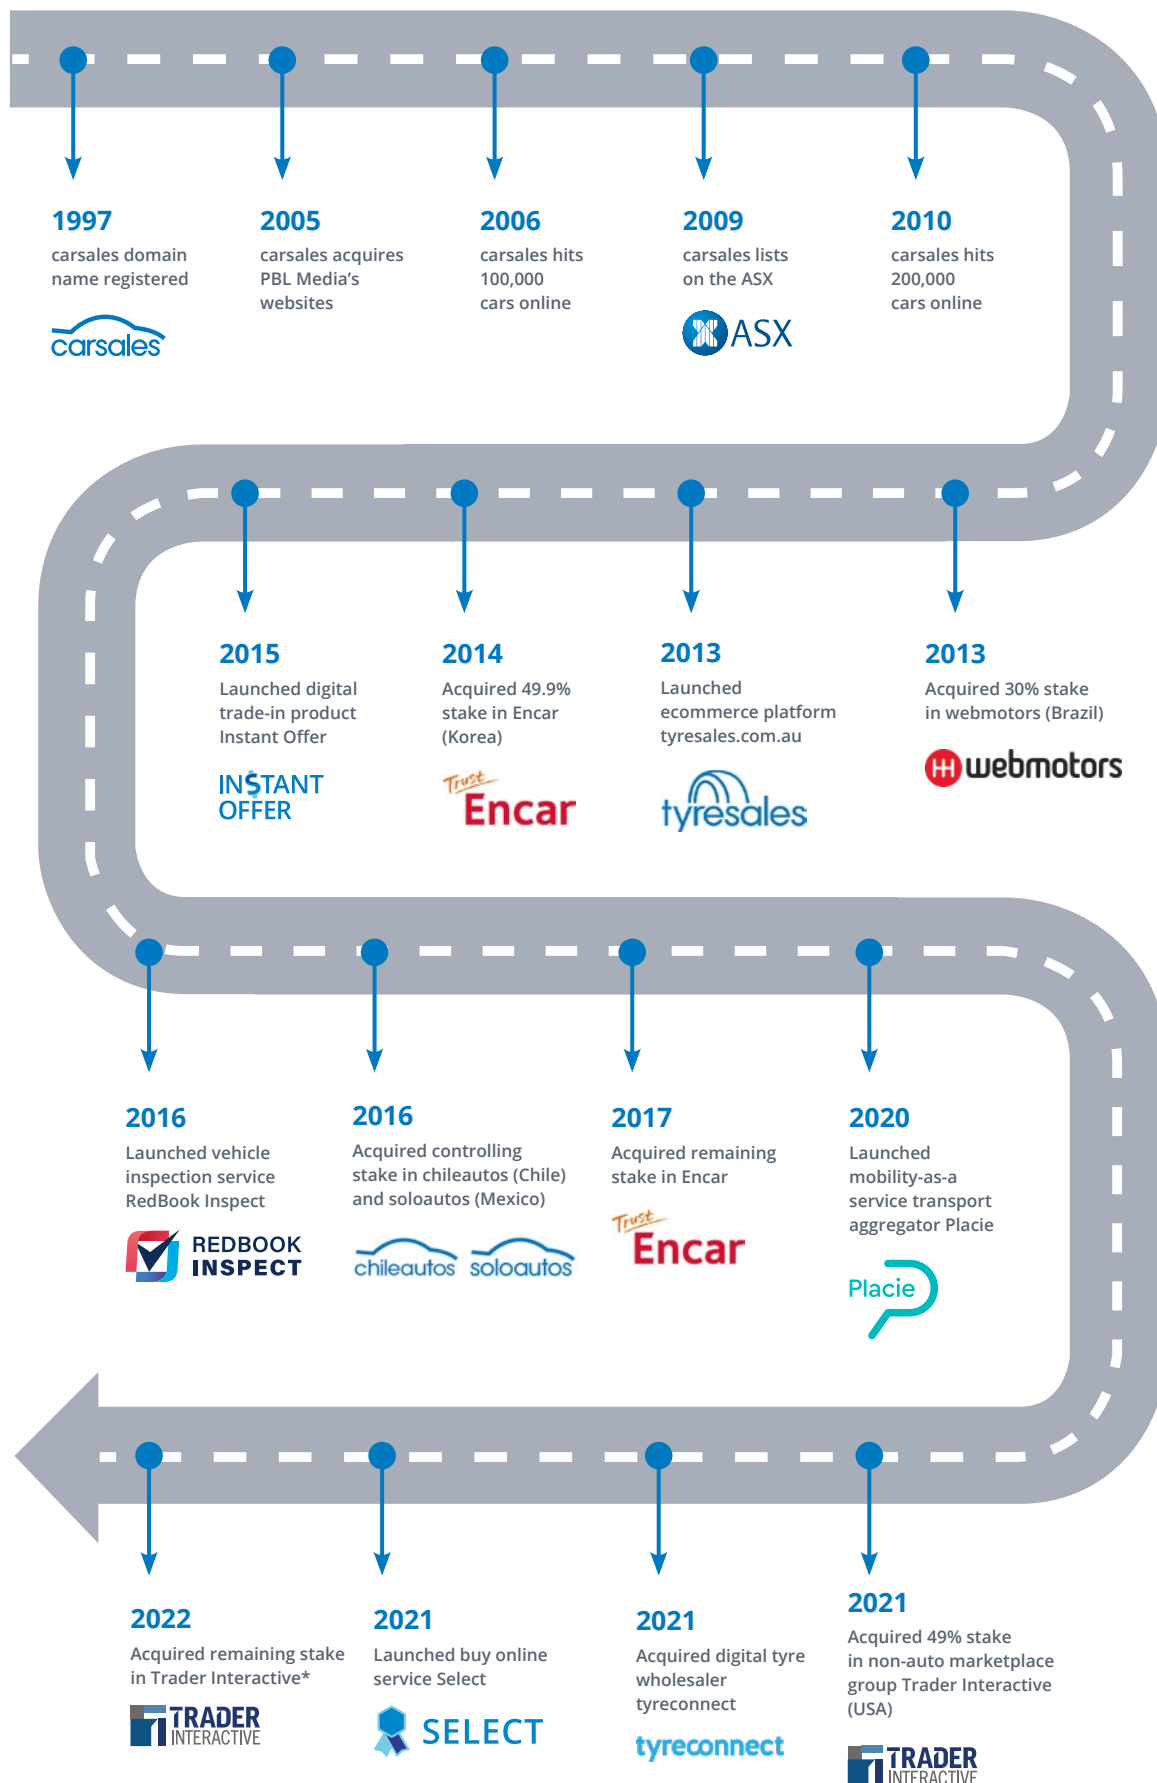 1997
carsales domain
name registered
carsales
2005
carsales acquires
PBL Media's
websites
2006
carsales hits
100,000
cars online
2009
carsales lists
on the ASX
ASX
2010
carsales hits
200,000
cars online
2015
Launched digital
trade-in product
Instant Offer
IN$TANT
OFFER
2014
Acquired 49.9%
stake in Encar
(Korea)
Trust
Encar
2013
Launched
ecommerce platform
tyresales.com.au
tyresales
2013
Acquired 30% stake
in webmotors (Brazil)
webmotors
2016
Launched vehicle
inspection service
RedBook Inspect
REDBOOK
INSPECT
2016
Acquired controlling
stake in chileautos (Chile)
and soloautos (Mexico)
chileautos soloautos
2017
Acquired remaining
stake in Encar
Trust
Encar
2020
Launched
mobility-as-a
service transport
aggregator Placie
Placie
2022
Acquired remaining stake
in Trader Interactive*
TRADER
INTERACTIVE
2021
Launched buy online
service Select
SELECT
2021
Acquired digital tyre
wholesaler
tyreconnect
tyreconnect
2021
Acquired 49% stake
in non-auto marketplace
group Trader Interactive
(USA)
TRADER
INTERACTIVE